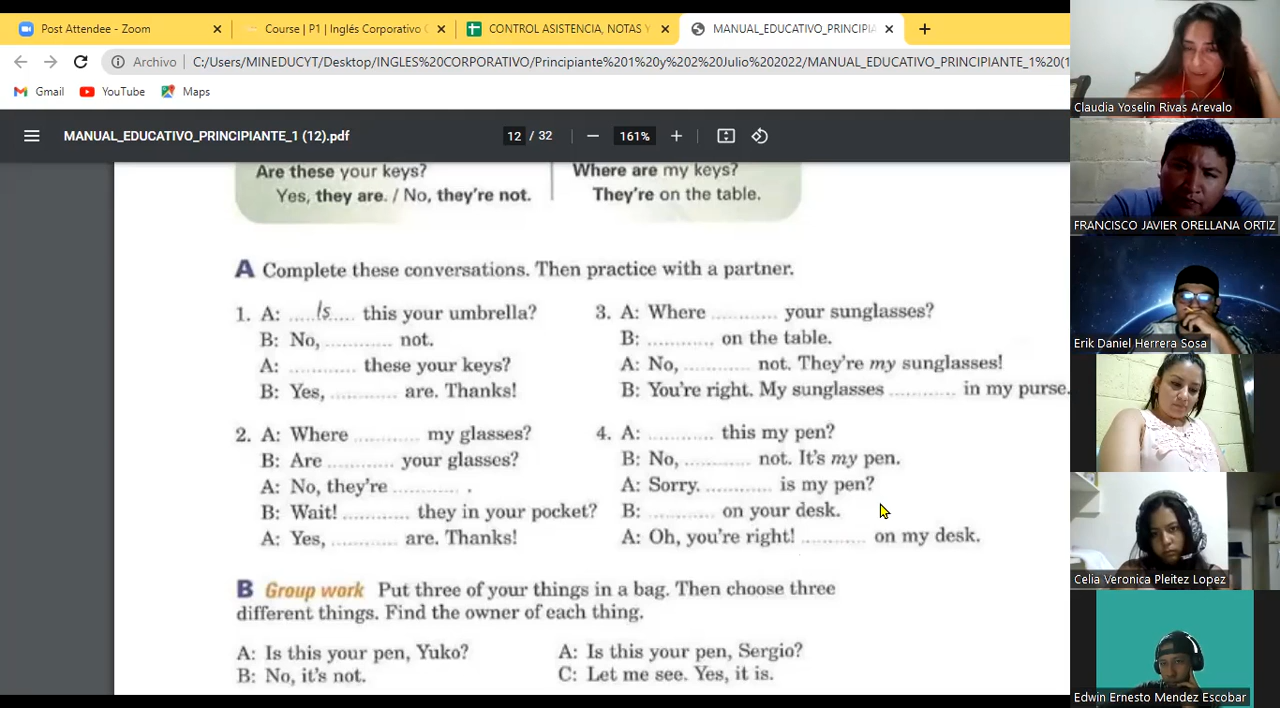 Post Attendee - Zoom
Course | P1 | Inglés Corporativo
CONTROL ASISTENCIA, NOTAS Y
MANUAL_EDUCATIVO_PRINCIPIA
Archivo
C:/Users/MINEDUCYT/Desktop/INGLES%20CORPORATIVO/Principiante%201%20y%202%20Julio%202022/MANUAL_EDUCATIVO_PRINCIPIANTE_1%20(1
Gmail
YouTube
Maps
MANUAL_EDUCATIVO_PRINCIPIANTE_1 (12).pdf
12 / 32
161%
Are these your keys?
Yes, they are. / No, they're not.
Where are my keys?
They're on the table.
A Complete these conversations. Then practice with a partner.
1. A: .....Is..... this your umbrella?
B: No, ............ not.
A: ............ these your keys?
B: Yes, ............ are. Thanks!
2. A: Where ............ my glasses?
B: Are ............ your glasses?
A: No, they're ............ .
B: Wait! ............ they in your pocket?
A: Yes, ............ are. Thanks!
3. A: Where ............ your sunglasses?
B: ............ on the table.
A: No, ............ not. They're my sunglasses!
B: You're right. My sunglasses ............ in my purse.
4. A: ............ this my pen?
B: No, ............ not. It's my pen.
A: Sorry. ............ is my pen?
B: ............ on your desk.
A: Oh, you're right! ............ on my desk.
B Group work Put three of your things in a bag. Then choose three
different things. Find the owner of each thing.
A: Is this your pen, Yuko?
B: No, it's not.
A: Is this your pen, Sergio?
C: Let me see. Yes, it is.
Claudia Yoselin Rivas Arevalo
FRANCISCO JAVIER ORELLANA ORTIZ
Erik Daniel Herrera Sosa
Celia Veronica Pleitez Lopez
Edwin Ernesto Mendez Escobar